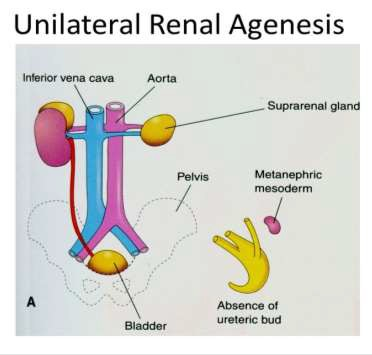 Unilateral Renal Agenesis
Inferior vena cava
Aorta
Suprarenal gland
Pelvis
Metanephric
mesoderm
A
Bladder
Absence of
ureteric bud